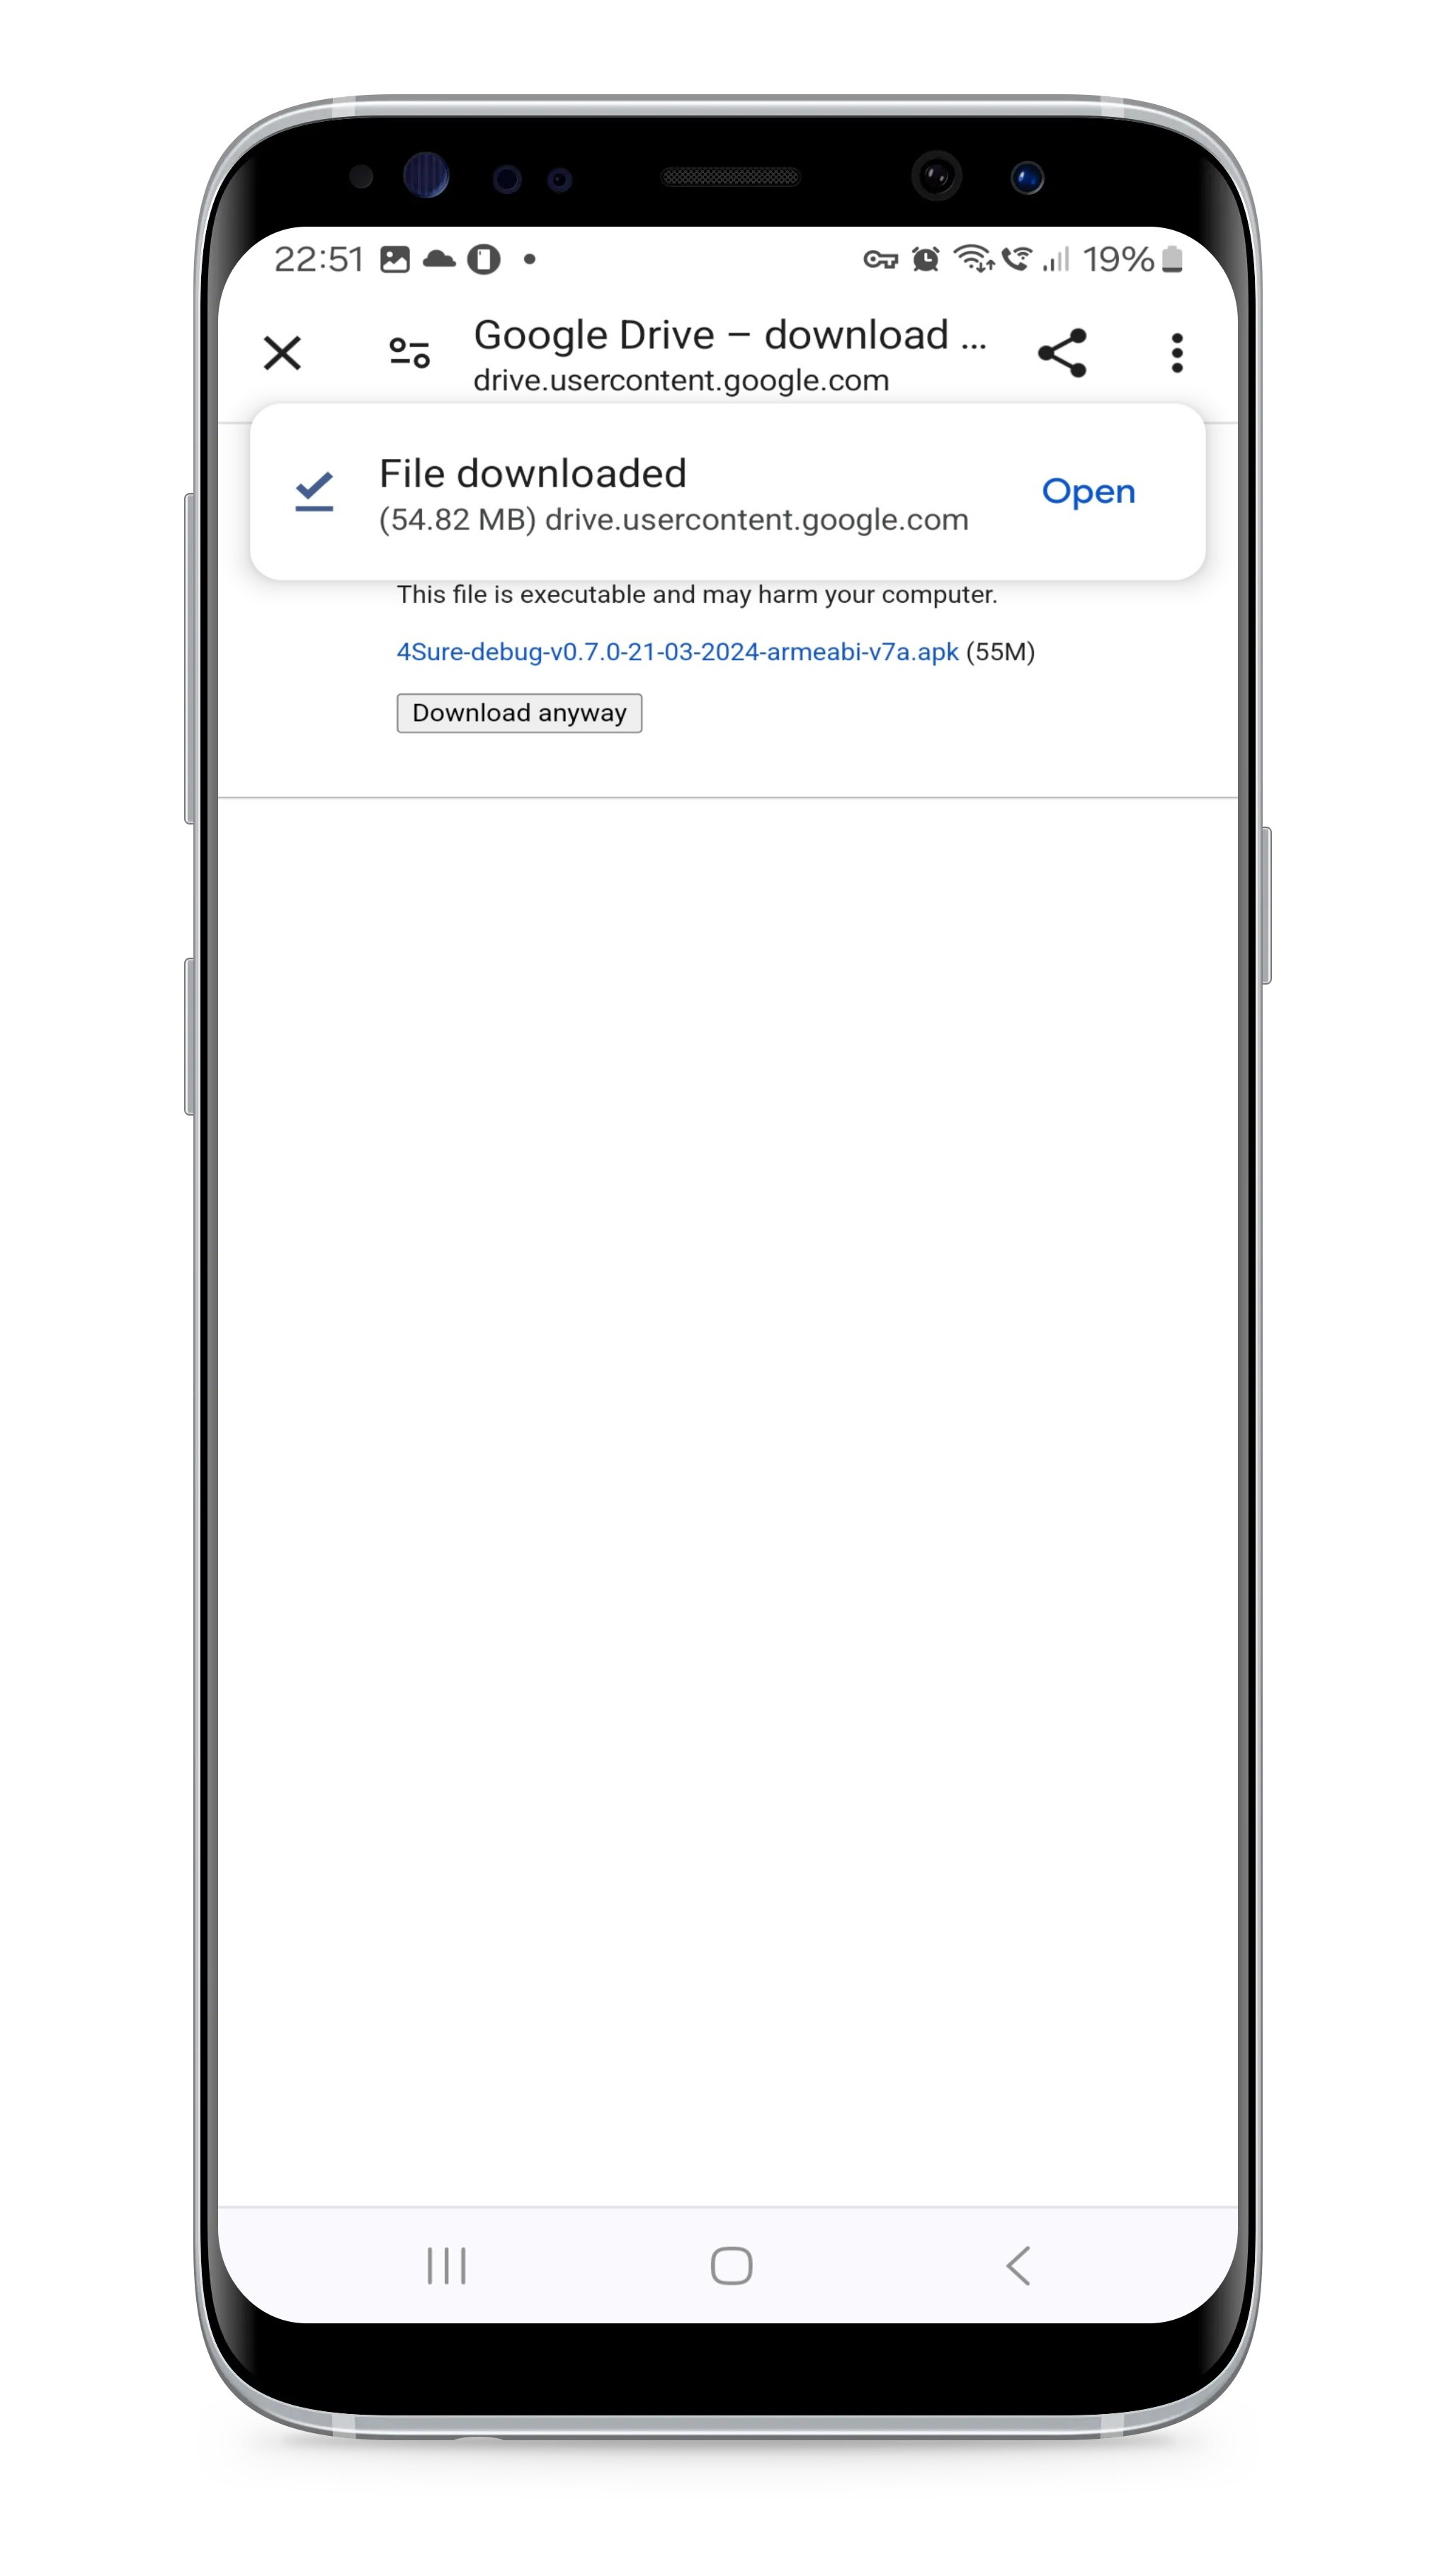 22:51 19%
Google Drive – download ...
drive.usercontent.google.com
File downloaded
(54.82 MB) drive.usercontent.google.com
Open
This file is executable and may harm your computer.
4Sure-debug-v0.7.0-21-03-2024-armeabi-v7a.apk (55M)
Download anyway